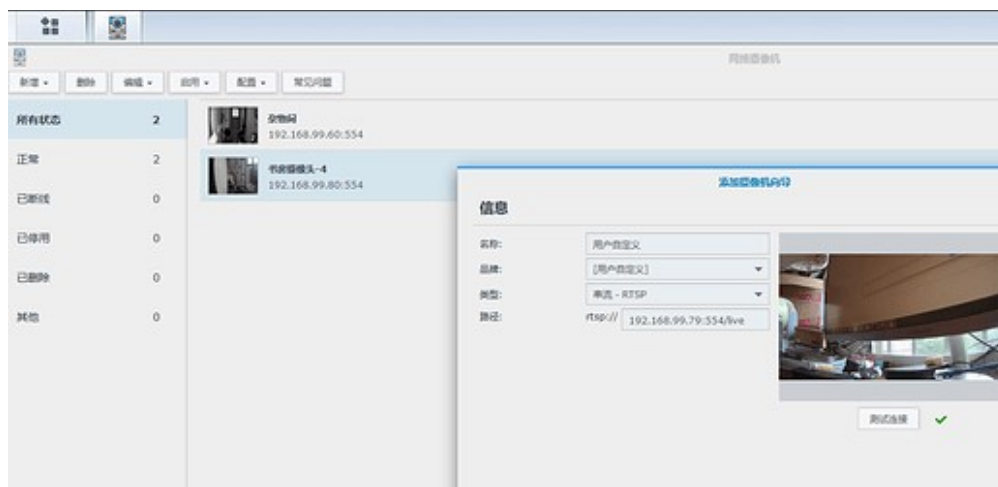 网络摄像机
新增 删除 编辑 启用 配置 常见问题
所有状态 2
正常 2
已断线 0
已停用 0
已删除 0
其他 0
杂物间
192.168.99.60:554
书房摄像头-4
192.168.99.80:554
添加摄像机向导
信息
名称: 用户自定义
品牌: [用户自定义]
类型: 串流 - RTSP
路径: rtsp:// 192.168.99.79:554/live
测试连接